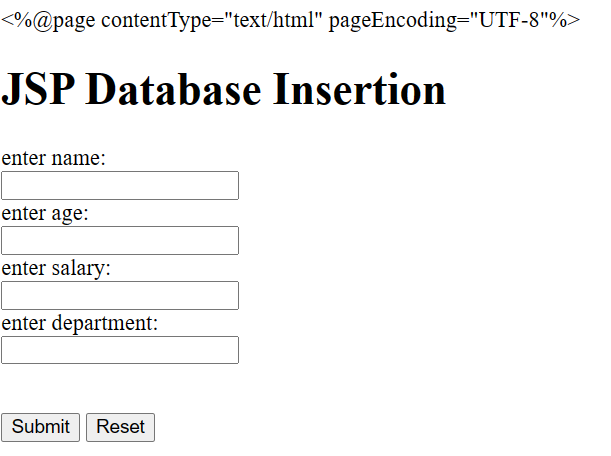 <%@page contentType="text/html" pageEncoding="UTF-8"%>
JSP Database Insertion
enter name:
enter age:
enter salary:
enter department:
Submit Reset